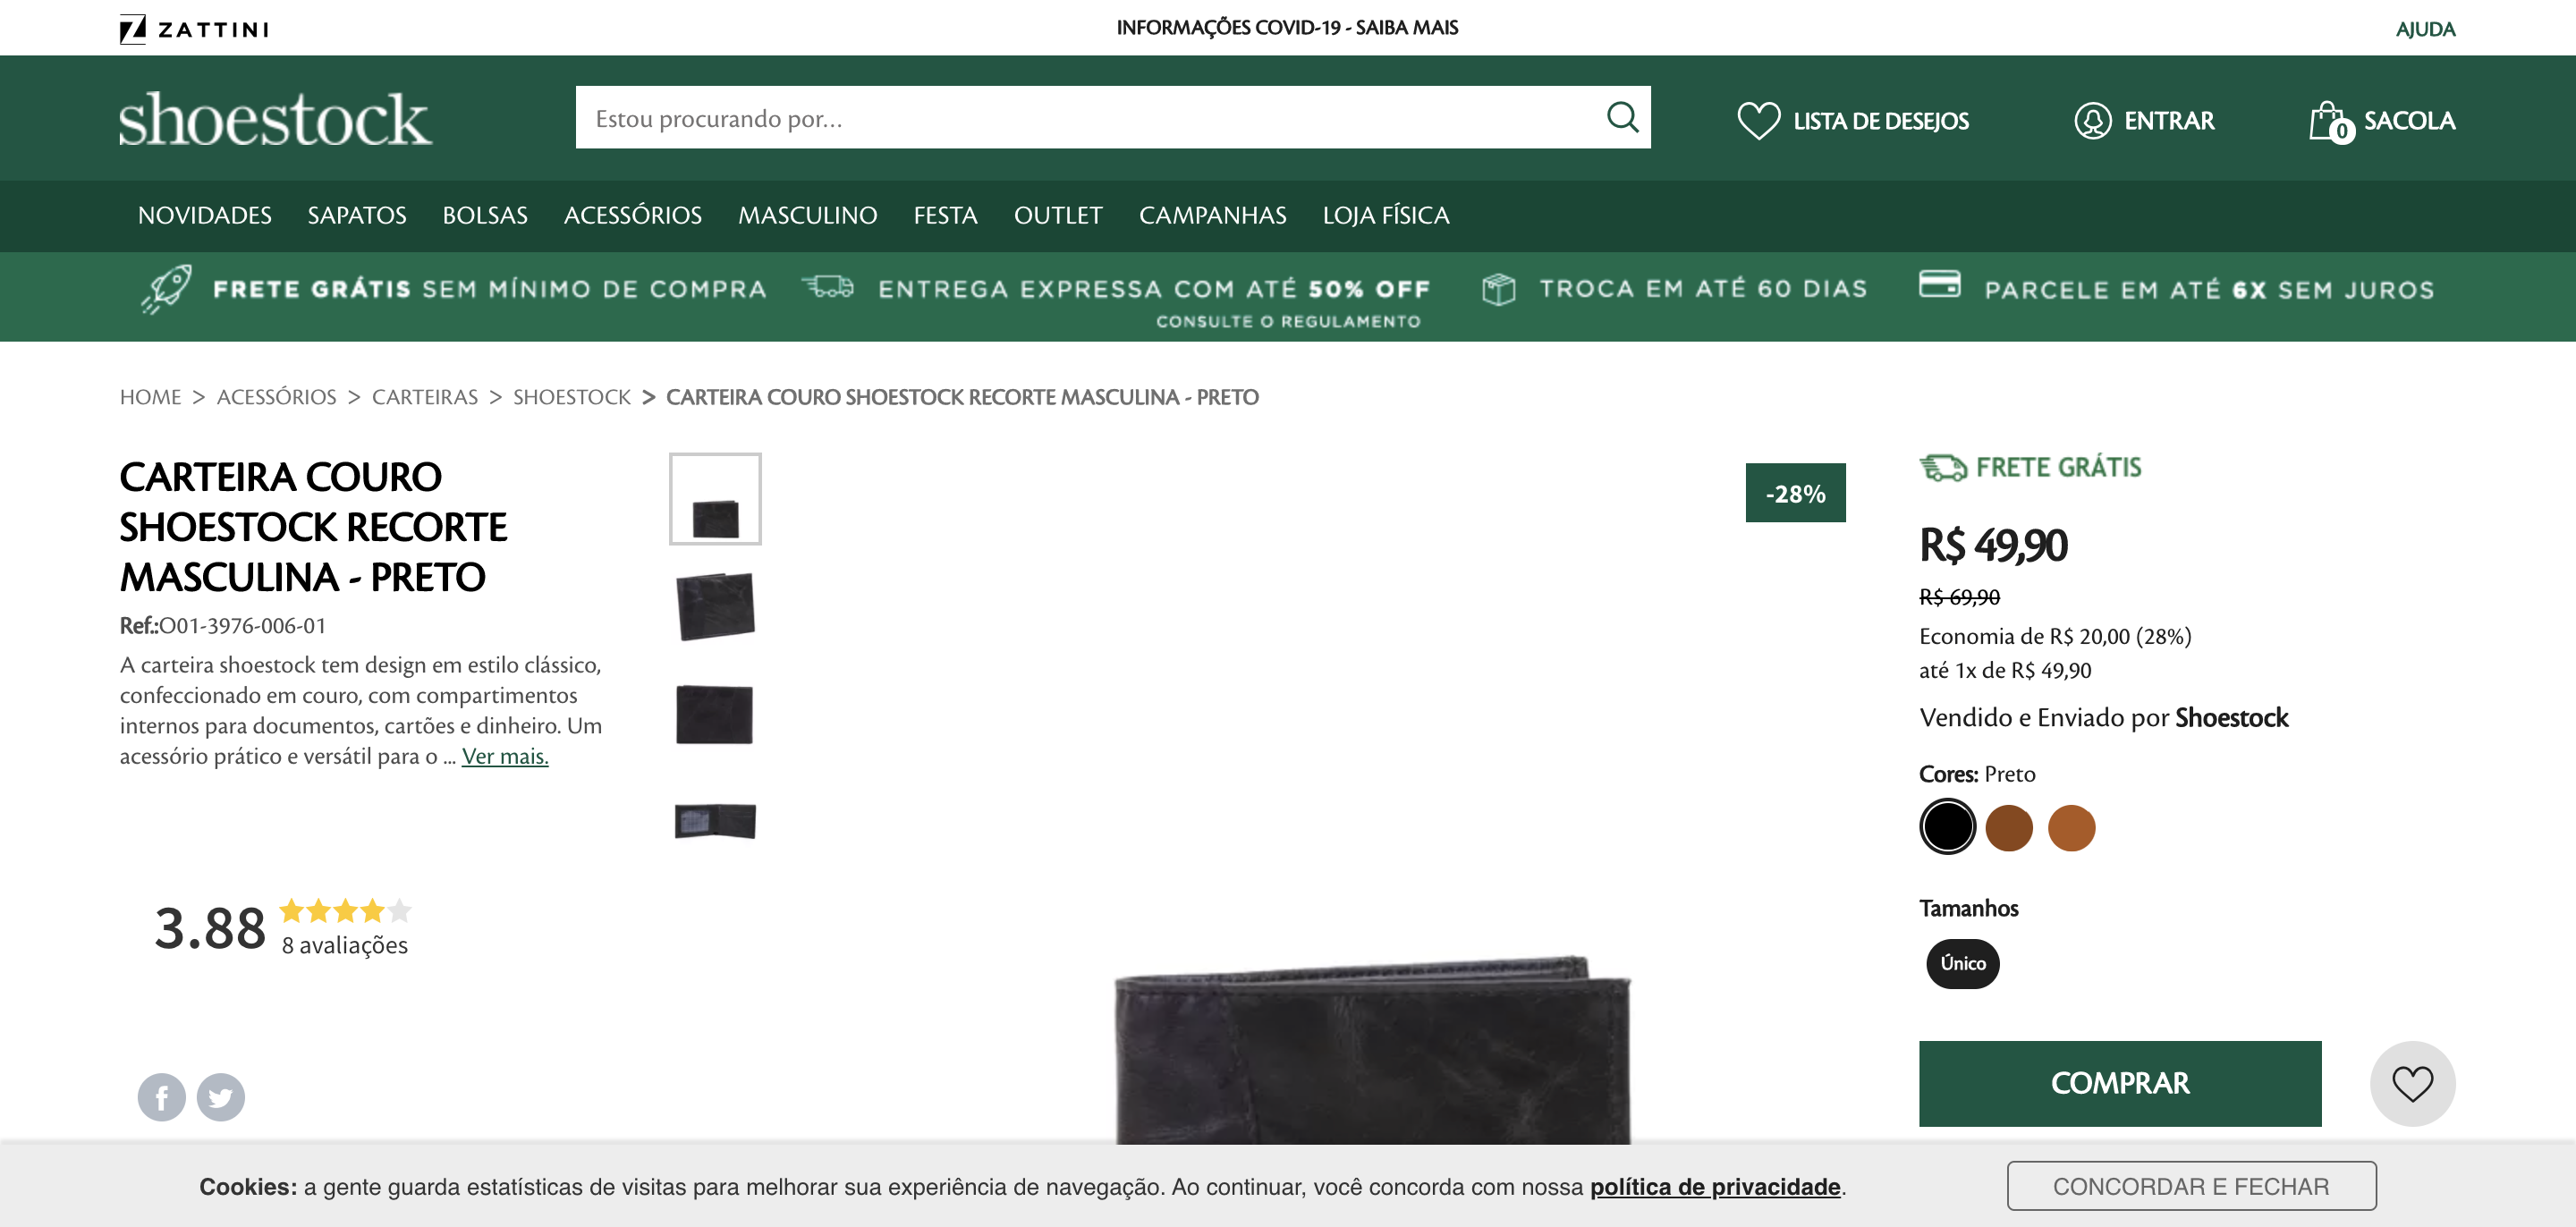 ZATTINI
INFORMAÇÕES COVID-19 - SAIBA MAIS
AJUDA
shoestock
Estou procurando por...
LISTA DE DESEJOS
ENTRAR
0
SACOLA
NOVIDADES SAPATOS BOLSAS ACESSÓRIOS MASCULINO FESTA OUTLET CAMPANHAS LOJA FÍSICA
FRETE GRÁTIS SEM MÍNIMO DE COMPRA
ENTREGA EXPRESSA COM ATÉ 50% OFF
CONSULTE O REGULAMENTO
TROCA EM ATÉ 60 DIAS
PARCELE EM ATÉ 6X SEM JUROS
HOME > ACESSÓRIOS > CARTEIRAS > SHOESTOCK > CARTEIRA COURO SHOESTOCK RECORTE MASCULINA - PRETO
CARTEIRA COURO
SHOESTOCK RECORTE
MASCULINA - PRETO
Ref.:O01-3976-006-01
A carteira shoestock tem design em estilo clássico,
confeccionado em couro, com compartimentos
internos para documentos, cartões e dinheiro. Um
acessório prático e versátil para o ... Ver mais.
3.88
8 avaliações
-28%
FRETE GRÁTIS
R$ 49,90
R$ 69,90
Economia de R$ 20,00 (28%)
até 1x de R$ 49,90
Vendido e Enviado por Shoestock
Cores: Preto
Tamanhos
Único
COMPRAR
Cookies: a gente guarda estatísticas de visitas para melhorar sua experiência de navegação. Ao continuar, você concorda com nossa política de privacidade.
CONCORDAR E FECHAR